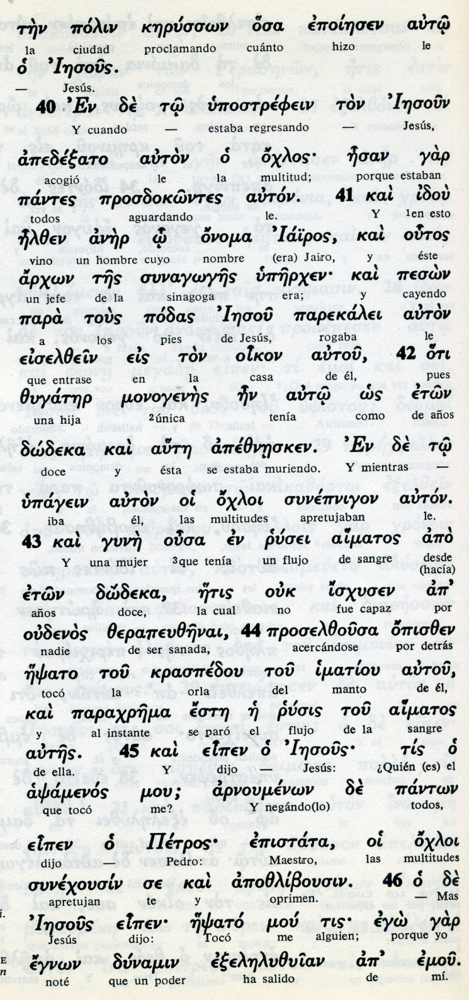 τὴν πόλιν κηρύσσων ὅσα ἐποίησεν αὐτῷ
la ciudad proclamando cuánto hizo le
ὁ Ἰησοῦς.
— Jesús.
40 Ἐν δὲ τῷ ὑποστρέφειν τὸν Ἰησοῦν
Y cuando — estaba regresando — Jesús,
ἀπεδέξατο αὐτὸν ὁ ὄχλος· ἦσαν γὰρ
acogió le la multitud; porque estaban
πάντες προσδοκῶντες αὐτόν. 41 καὶ ἰδοὺ
todos aguardando le. Y ¹en esto
ἦλθεν ἀνὴρ ᾧ ὄνομα Ἰάϊρος, καὶ οὗτος
vino un hombre cuyo nombre (era) Jairo, y éste
ἄρχων τῆς συναγωγῆς ὑπῆρχεν· καὶ πεσὼν
un jefe de la sinagoga era; y cayendo
παρὰ τοὺς πόδας Ἰησοῦ παρεκάλει αὐτὸν
a los pies de Jesús, rogaba le
εἰσελθεῖν εἰς τὸν οἶκον αὐτοῦ, 42 ὅτι
que entrase en la casa de él, pues
θυγάτηρ μονογενὴς ἦν αὐτῷ ὡς ἐτῶν
una hija ²única tenía como de años
δώδεκα καὶ αὕτη ἀπέθνῃσκεν. Ἐν δὲ τῷ
doce y ésta se estaba muriendo. Y mientras —
ὑπάγειν αὐτὸν οἱ ὄχλοι συνέπνιγον αὐτόν.
iba él, las multitudes apretujaban le.
43 καὶ γυνὴ οὖσα ἐν ῥύσει αἵματος ἀπὸ
Y una mujer ³que tenía un flujo de sangre desde
(hacía)
ἐτῶν δώδεκα, ἥτις οὐκ ἴσχυσεν ἀπ'
años doce, la cual no fue capaz por
οὐδενὸς θεραπευθῆναι, 44 προσελθοῦσα ὄπισθεν
nadie de ser sanada, acercándose por detrás
ἥψατο τοῦ κρασπέδου τοῦ ἱματίου αὐτοῦ,
tocó la orla del manto de él,
καὶ παραχρῆμα ἔστη ἡ ῥύσις τοῦ αἵματος
y al instante se paró el flujo de la sangre
αὐτῆς. 45 καὶ εἶπεν ὁ Ἰησοῦς· τίς ὁ
de ella. Y dijo — Jesús: ¿Quién (es) el
ἁψάμενός μου; ἀρνουμένων δὲ πάντων
que tocó me? Y negándo(lo) todos,
εἶπεν ὁ Πέτρος· ἐπιστάτα, οἱ ὄχλοι
dijo — Pedro: Maestro, las multitudes
συνέχουσίν σε καὶ ἀποθλίβουσιν. 46 ὁ δὲ
apretujan te y oprimen. — Mas
Ἰησοῦς εἶπεν· ἥψατό μού τις· ἐγὼ γὰρ
Jesús dijo: Tocó me alguien; porque yo
ἔγνων δύναμιν ἐξεληλυθυῖαν ἀπ' ἐμοῦ.
noté que un poder ha salido de mí.